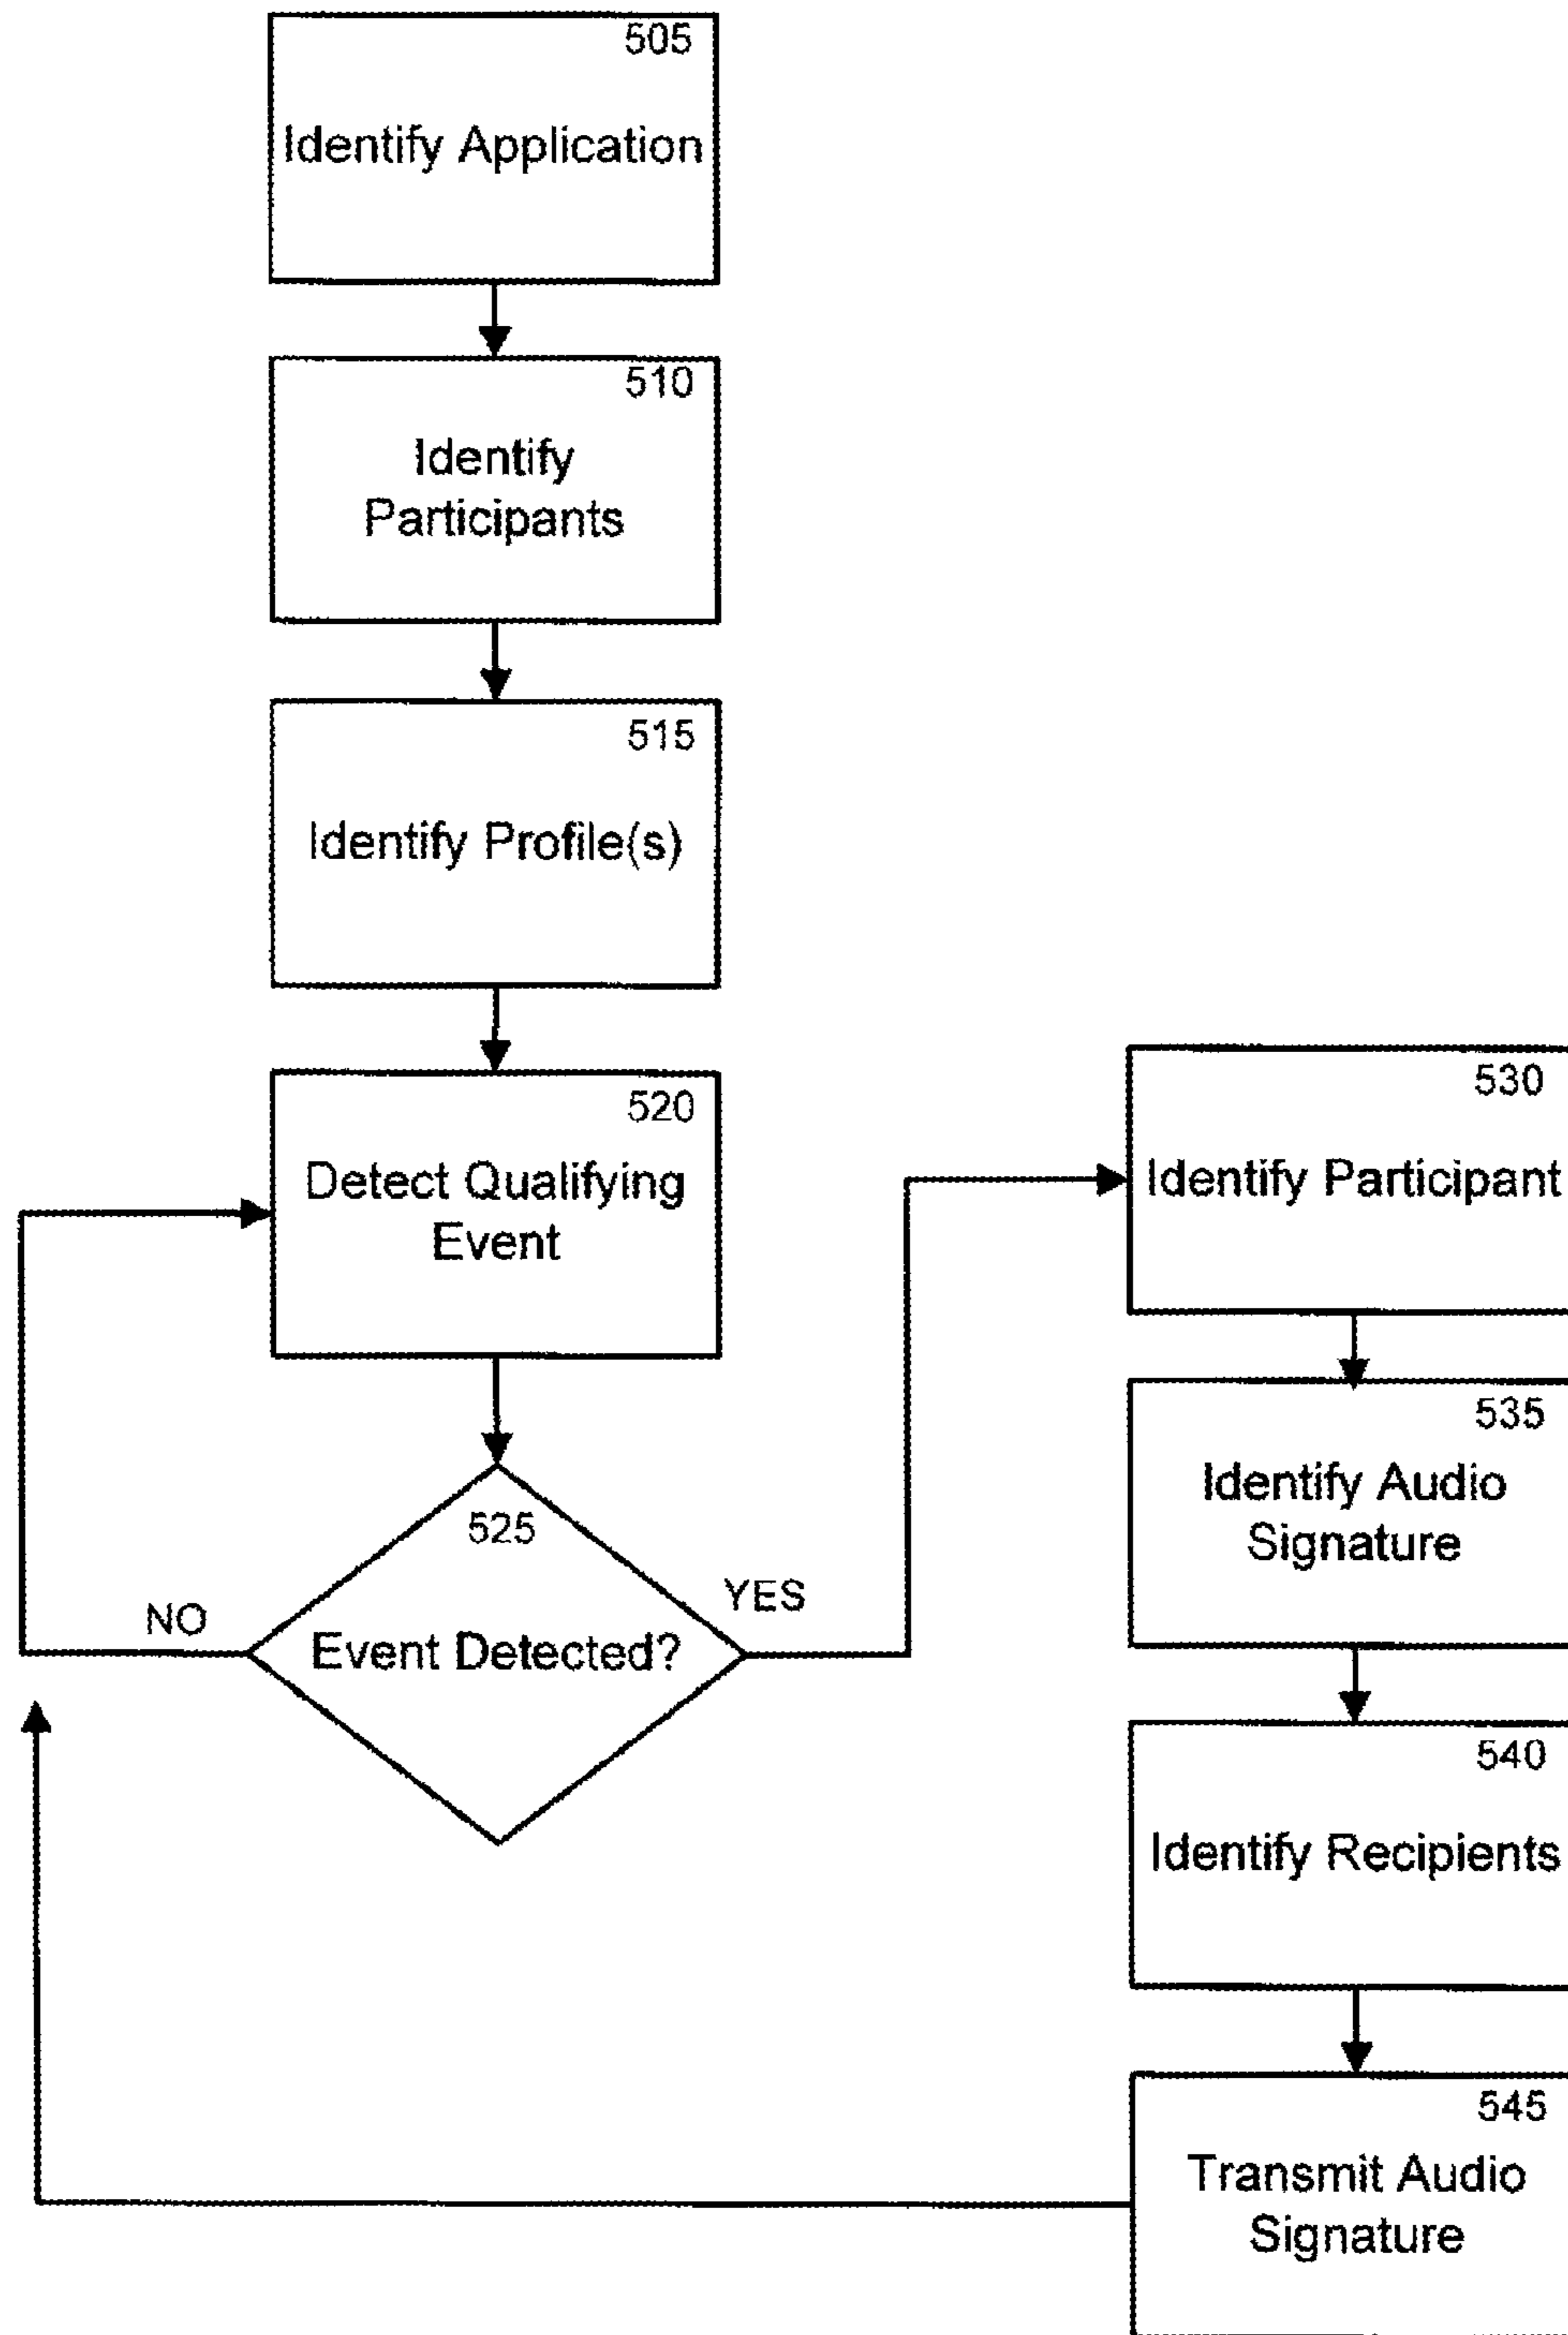 505
Identify Application
510
Identify
Participants
515
Identify Profile(s)
520
Detect Qualifying
Event
525
Event Detected?
NO
YES
530
Identify Participant
535
Identify Audio
Signature
540
Identify Recipients
545
Transmit Audio
Signature